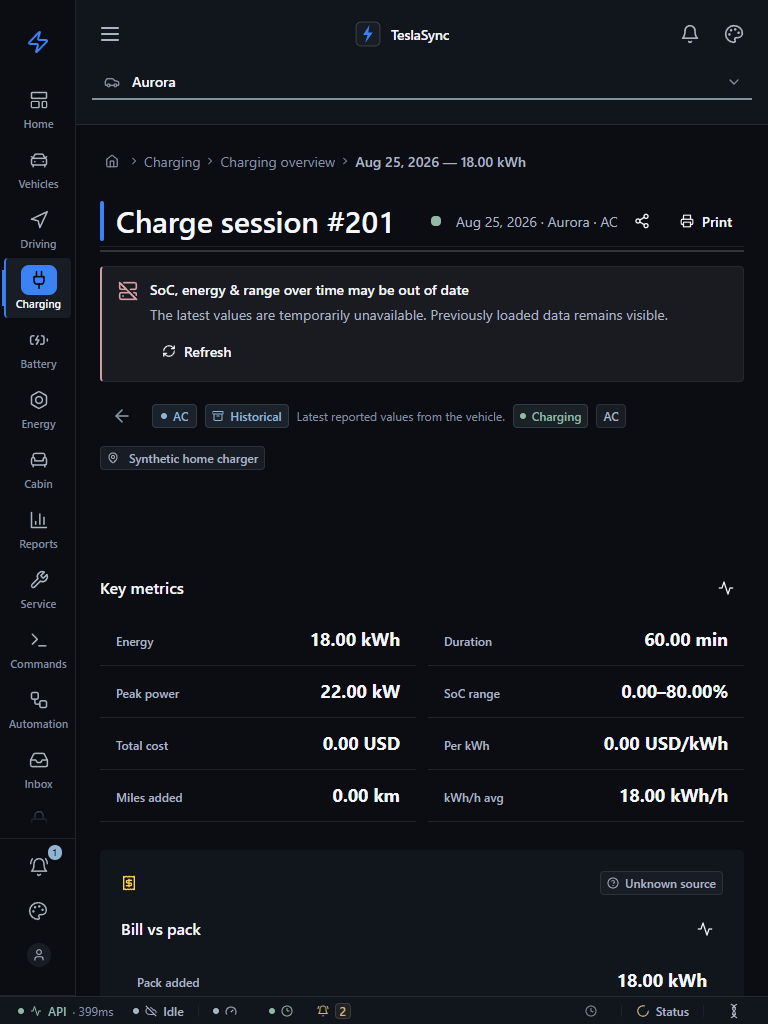 TeslaSync
Aurora
Home
Vehicles
Driving
Charging
Battery
Energy
Cabin
Reports
Service
Commands
Automation
Inbox
1
Charging > Charging overview > Aug 25, 2026 — 18.00 kWh
Charge session #201
Aug 25, 2026 · Aurora · AC
Print
SoC, energy & range over time may be out of date
The latest values are temporarily unavailable. Previously loaded data remains visible.
Refresh
AC Historical Latest reported values from the vehicle. Charging AC
Synthetic home charger
Key metrics
Energy 18.00 kWh
Duration 60.00 min
Peak power 22.00 kW
SoC range 0.00–80.00%
Total cost 0.00 USD
Per kWh 0.00 USD/kWh
Miles added 0.00 km
kWh/h avg 18.00 kWh/h
Unknown source
Bill vs pack
Pack added 18.00 kWh
API · 399ms Idle 2 Status